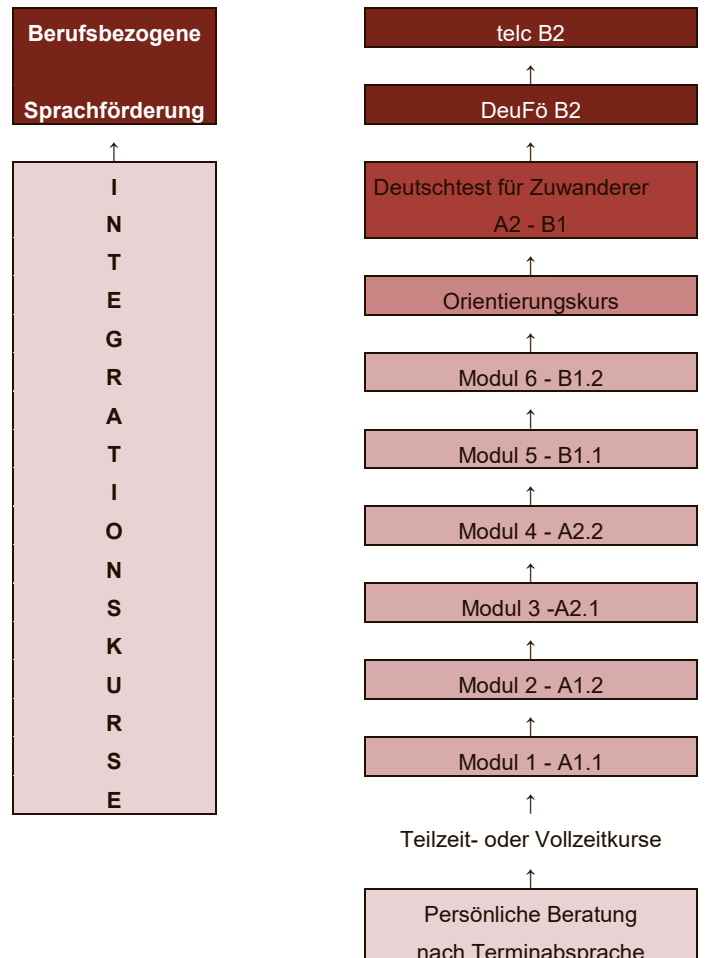 Berufsbezogene
Sprachförderung
↑
I
N
T
E
G
R
A
T
I
O
N
S
K
U
R
S
E
telc B2
↑
DeuFö B2
↑
Deutschtest für Zuwanderer
A2 - B1
↑
Orientierungskurs
↑
Modul 6 - B1.2
↑
Modul 5 - B1.1
↑
Modul 4 - A2.2
↑
Modul 3 -A2.1
↑
Modul 2 - A1.2
↑
Modul 1 - A1.1
↑
Teilzeit- oder Vollzeitkurse
↑
Persönliche Beratung
nach Terminabsprache